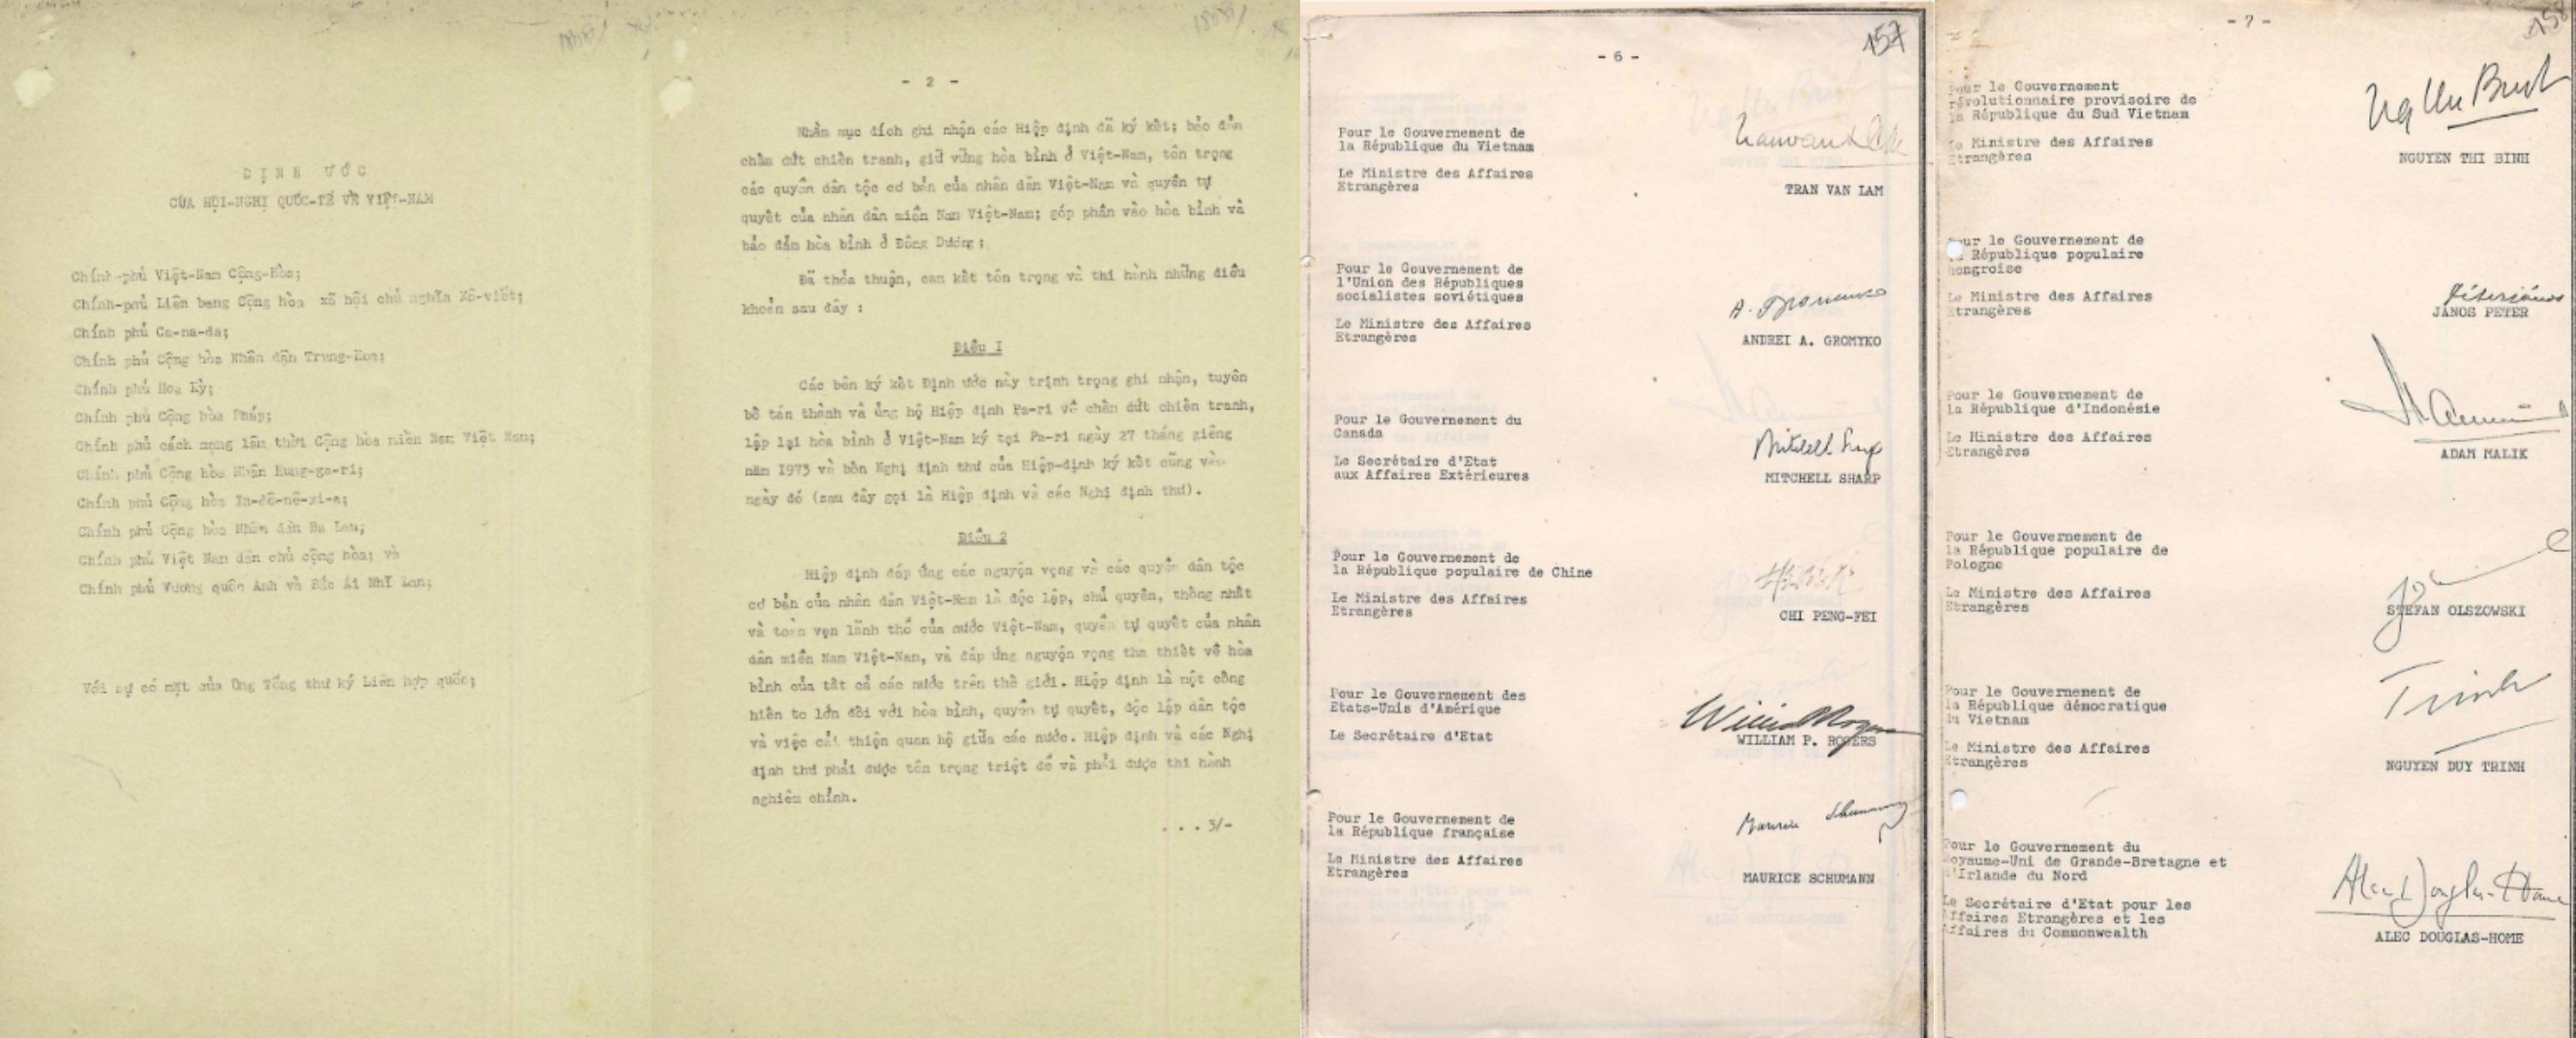 ĐỊNH ƯỚC
CỦA HỘI-NGHỊ QUỐC-TẾ VỀ VIỆT-NAM
Chính-phủ Việt-Nam Cộng-Hòa;
Chính-phủ Liên bang Cộng hòa xã hội chủ nghĩa Xô-viết;
Chính phủ Ca-na-đa;
Chính phủ Cộng hòa Nhân dân Trung-Hoa;
Chính phủ Hoa Kỳ;
Chính phủ Cộng hòa Pháp;
Chính phủ cách mạng lâm thời Cộng hòa miền Nam Việt Nam;
Chính phủ Cộng hòa Nhân Hung-ga-ri;
Chính phủ Cộng hòa In-đô-nê-xi-a;
Chính phủ Cộng hòa Nhân dân Ba Lan;
Chính phủ Việt Nam dân chủ cộng hòa; và
Chính phủ Vương quốc Anh và Bắc Ái Nhĩ Lan;
Với sự có mặt của Ông Tổng thư ký Liên hợp quốc;
- 2 -
Nhằm mục đích ghi nhận các Hiệp định đã ký kết; bảo đảm
chấm dứt chiến tranh, giữ vững hòa bình ở Việt-Nam, tôn trọng
các quyền dân tộc cơ bản của nhân dân Việt-Nam và quyền tự
quyết của nhân dân miền Nam Việt-Nam; góp phần vào hòa bình và
bảo đảm hòa bình ở Đông Dương;
Đã thỏa thuận, cam kết tôn trọng và thi hành những điều
khoản sau đây :
Điều I
Các bên ký kết Định ước này trịnh trọng ghi nhận, tuyên
bố tán thành và ủng hộ Hiệp định Pa-ri về chấm dứt chiến tranh,
lập lại hòa bình ở Việt-Nam ký tại Pa-ri ngày 27 tháng giêng
năm 1973 và bốn Nghị định thư của Hiệp-định ký kết cũng vào
ngày đó (sau đây gọi là Hiệp định và các Nghị định thư).
Điều 2
Hiệp định đáp ứng các nguyện vọng và các quyền dân tộc
cơ bản của nhân dân Việt-Nam là độc lập, chủ quyền, thống nhất
và toàn vẹn lãnh thổ của nước Việt-Nam, quyền tự quyết của nhân
dân miền Nam Việt-Nam, và đáp ứng nguyện vọng tha thiết về hòa
bình của tất cả các nước trên thế giới. Hiệp định là một cống
hiến to lớn đối với hòa bình, quyền tự quyết, độc lập dân tộc
và việc cải thiện quan hệ giữa các nước. Hiệp định và các Nghị
định thư phải được tôn trọng triệt để và phải được thi hành
nghiêm chỉnh.
...3/-
- 6 -
157
Pour le Gouvernement de
la République du Vietnam
Le Ministre des Affaires
Etrangères
TRAN VAN LAM
Pour le Gouvernement de
l'Union des Républiques
socialistes soviétiques
Le Ministre des Affaires
Etrangères
ANDREI A. GROMYKO
Pour le Gouvernement du
Canada
Le Secrétaire d'Etat
aux Affaires Extérieures
Mitchell Sharp
MITCHELL SHARP
Pour le Gouvernement de
la République populaire de Chine
Le Ministre des Affaires
Etrangères
CHI PENG-FEI
Pour le Gouvernement des
Etats-Unis d'Amérique
Le Secrétaire d'Etat
WILLIAM P. ROGERS
Pour le Gouvernement de
la République française
Le Ministre des Affaires
Etrangères
Maurice Schumann
MAURICE SCHUMANN
- 7 -
158
Pour le Gouvernement
révolutionnaire provisoire de
la République du Sud Vietnam
Le Ministre des Affaires
Etrangères
NGUYEN THI BINH
Pour le Gouvernement de
la République populaire
hongroise
Le Ministre des Affaires
Etrangères
JÁNOS PETER
Pour le Gouvernement de
la République d'Indonésie
Le Ministre des Affaires
Etrangères
ADAM MALIK
Pour le Gouvernement de
la République populaire de
Pologne
Le Ministre des Affaires
Etrangères
STEFAN OLSZOWSKI
Pour le Gouvernement de
la République démocratique
du Vietnam
Le Ministre des Affaires
Etrangères
Trinh
NGUYEN DUY TRINH
Pour le Gouvernement du
Royaume-Uni de Grande-Bretagne et
d'Irlande du Nord
Le Secrétaire d'Etat pour les
Affaires Etrangères et les
Affaires du Commonwealth
Alec Douglas-Home
ALEC DOUGLAS-HOME